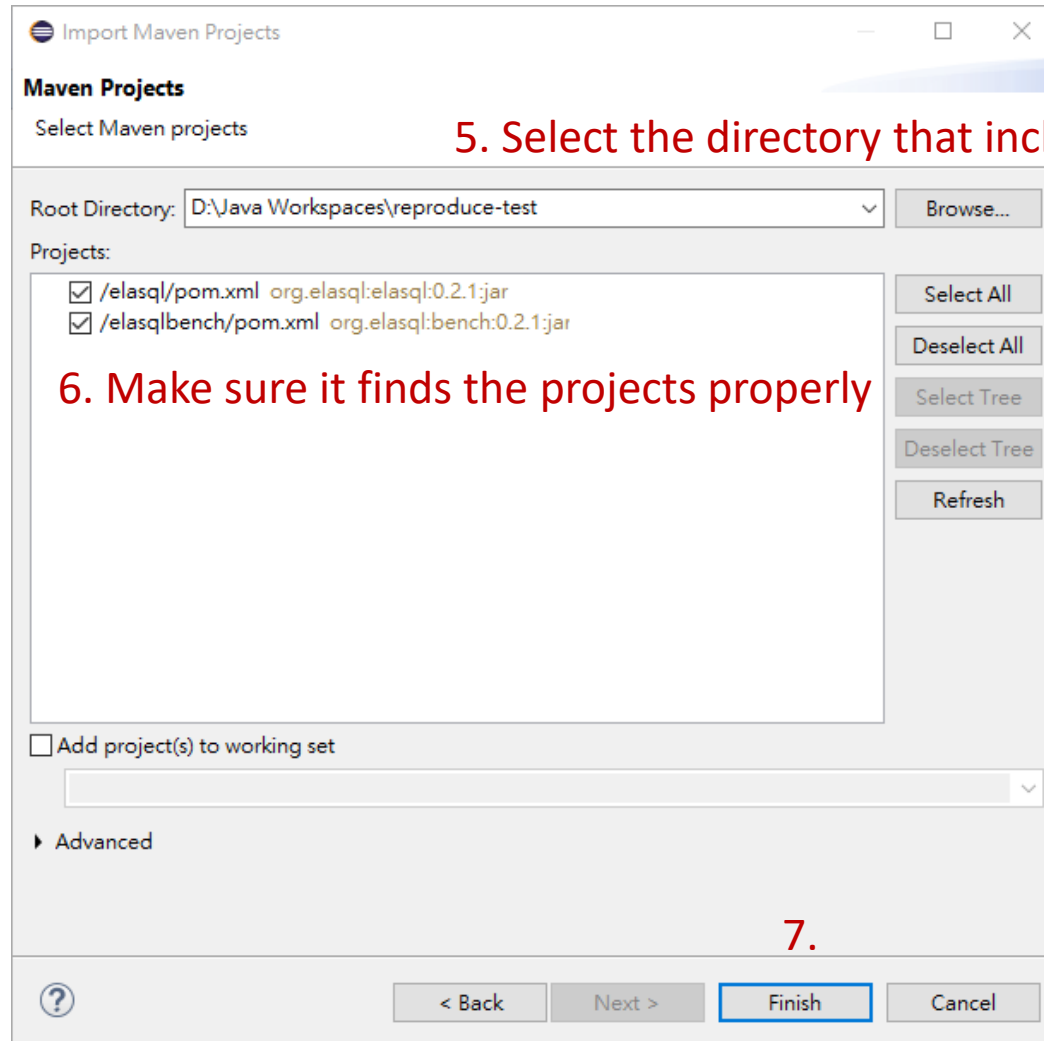 Import Maven Projects
Maven Projects
Select Maven projects
5. Select the directory that incl
Root Directory: D:\Java Workspaces\reproduce-test Browse...
Projects:
/elasql/pom.xml org.elasql:elasql:0.2.1:jar Select All
/elasqlbench/pom.xml org.elasql:bench:0.2.1:jar
Deselect All
6. Make sure it finds the projects properly Select Tree
Deselect Tree
Refresh
Add project(s) to working set
Advanced
7.
? < Back Next > Finish Cancel